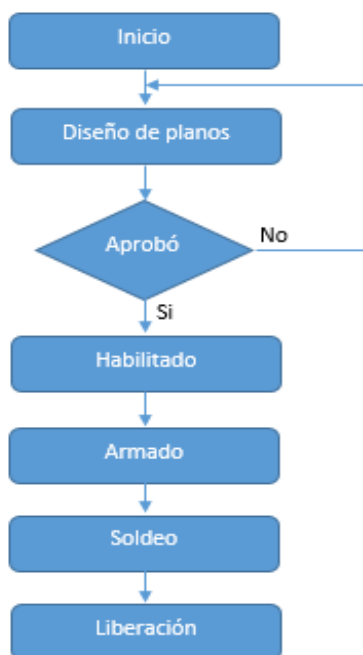 Inicio
Diseño de planos
Aprobó
No
Si
Habilitado
Armado
Soldeo
Liberación